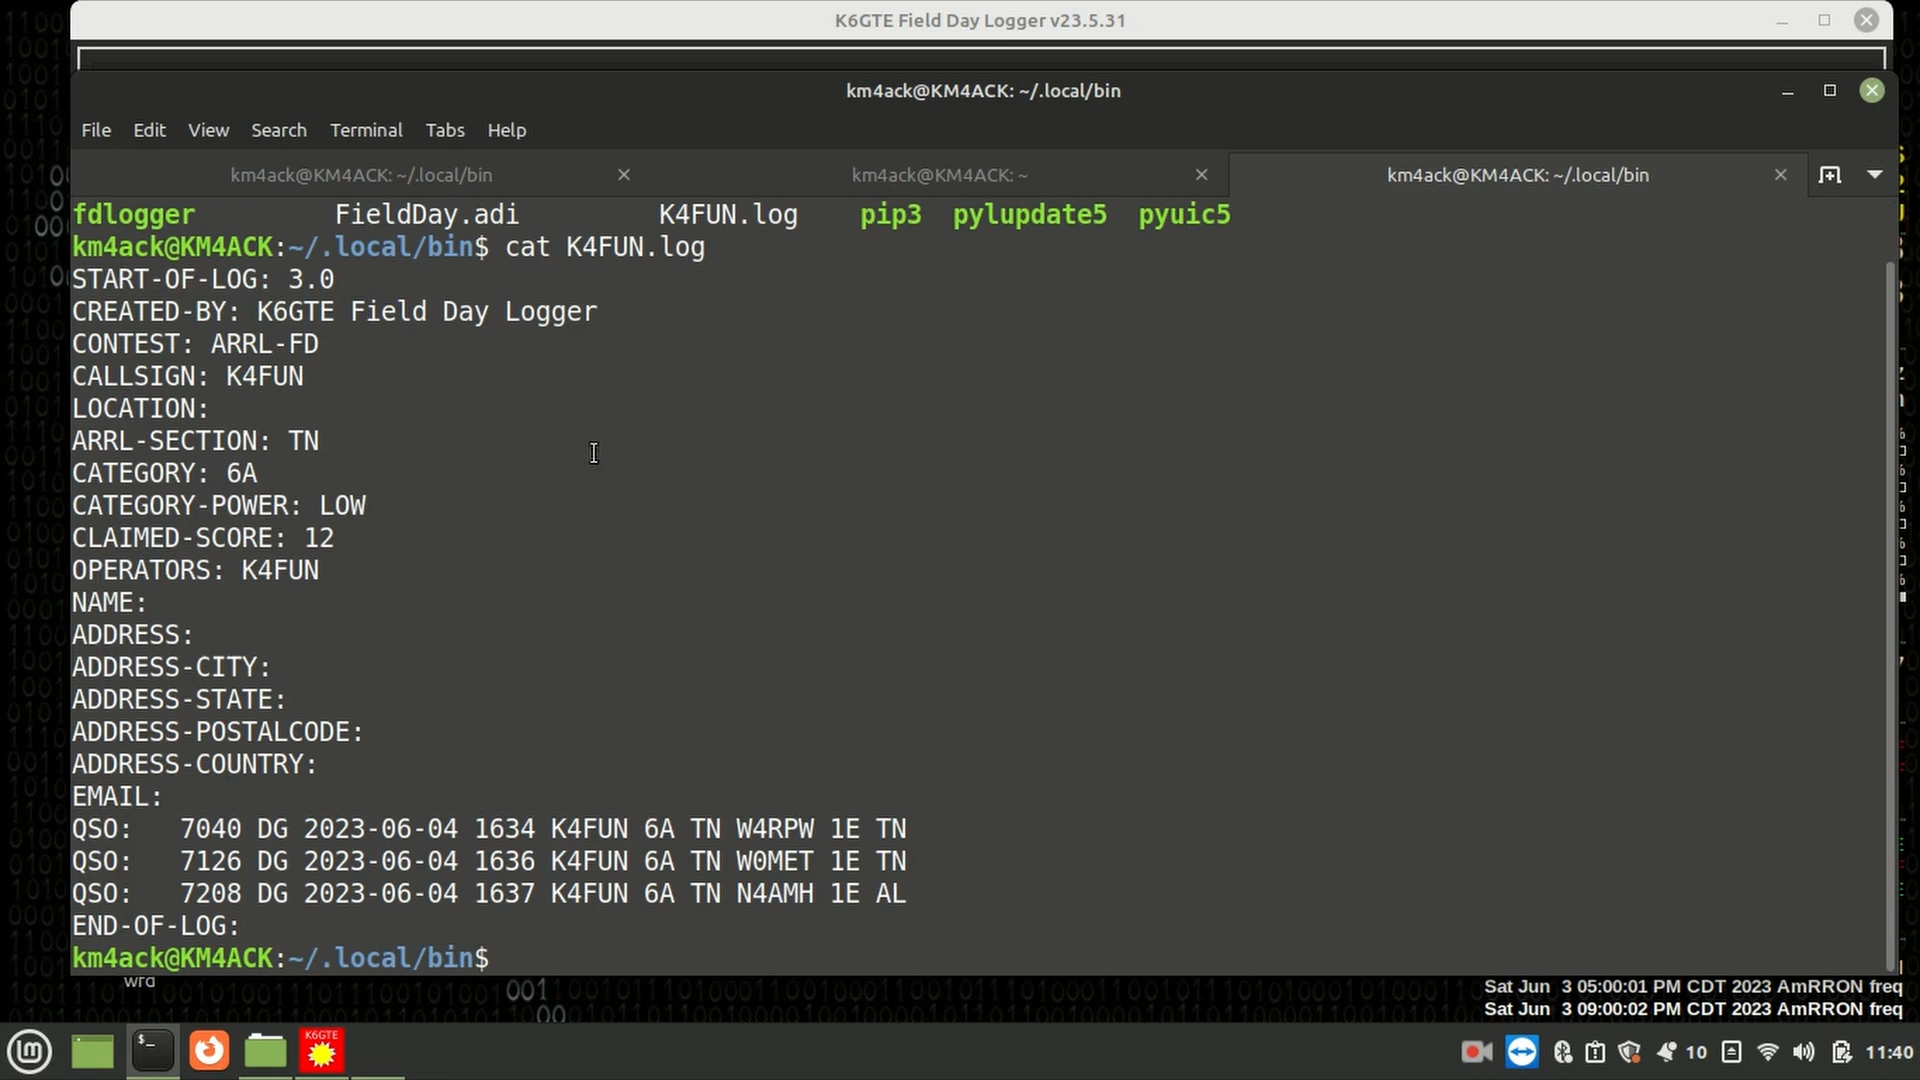 K6GTE Field Day Logger v23.5.31
km4ack@KM4ACK: ~/.local/bin
File Edit View Search Terminal Tabs Help
km4ack@KM4ACK: ~/.local/bin km4ack@KM4ACK: ~ km4ack@KM4ACK: ~/.local/bin
fdlogger FieldDay.adi K4FUN.log pip3 pylupdate5 pyuic5
km4ack@KM4ACK:~/.local/bin$ cat K4FUN.log
START-OF-LOG: 3.0
CREATED-BY: K6GTE Field Day Logger
CONTEST: ARRL-FD
CALLSIGN: K4FUN
LOCATION:
ARRL-SECTION: TN
CATEGORY: 6A
CATEGORY-POWER: LOW
CLAIMED-SCORE: 12
OPERATORS: K4FUN
NAME:
ADDRESS:
ADDRESS-CITY:
ADDRESS-STATE:
ADDRESS-POSTALCODE:
ADDRESS-COUNTRY:
EMAIL:
QSO:   7040 DG 2023-06-04 1634 K4FUN 6A TN W4RPW 1E TN
QSO:   7126 DG 2023-06-04 1636 K4FUN 6A TN W0MET 1E TN
QSO:   7208 DG 2023-06-04 1637 K4FUN 6A TN N4AMH 1E AL
END-OF-LOG:
km4ack@KM4ACK:~/.local/bin$
wrd
Sat Jun  3 05:00:01 PM CDT 2023 AmRRON freq
Sat Jun  3 09:00:02 PM CDT 2023 AmRRON freq
K6GTE
10
11:40